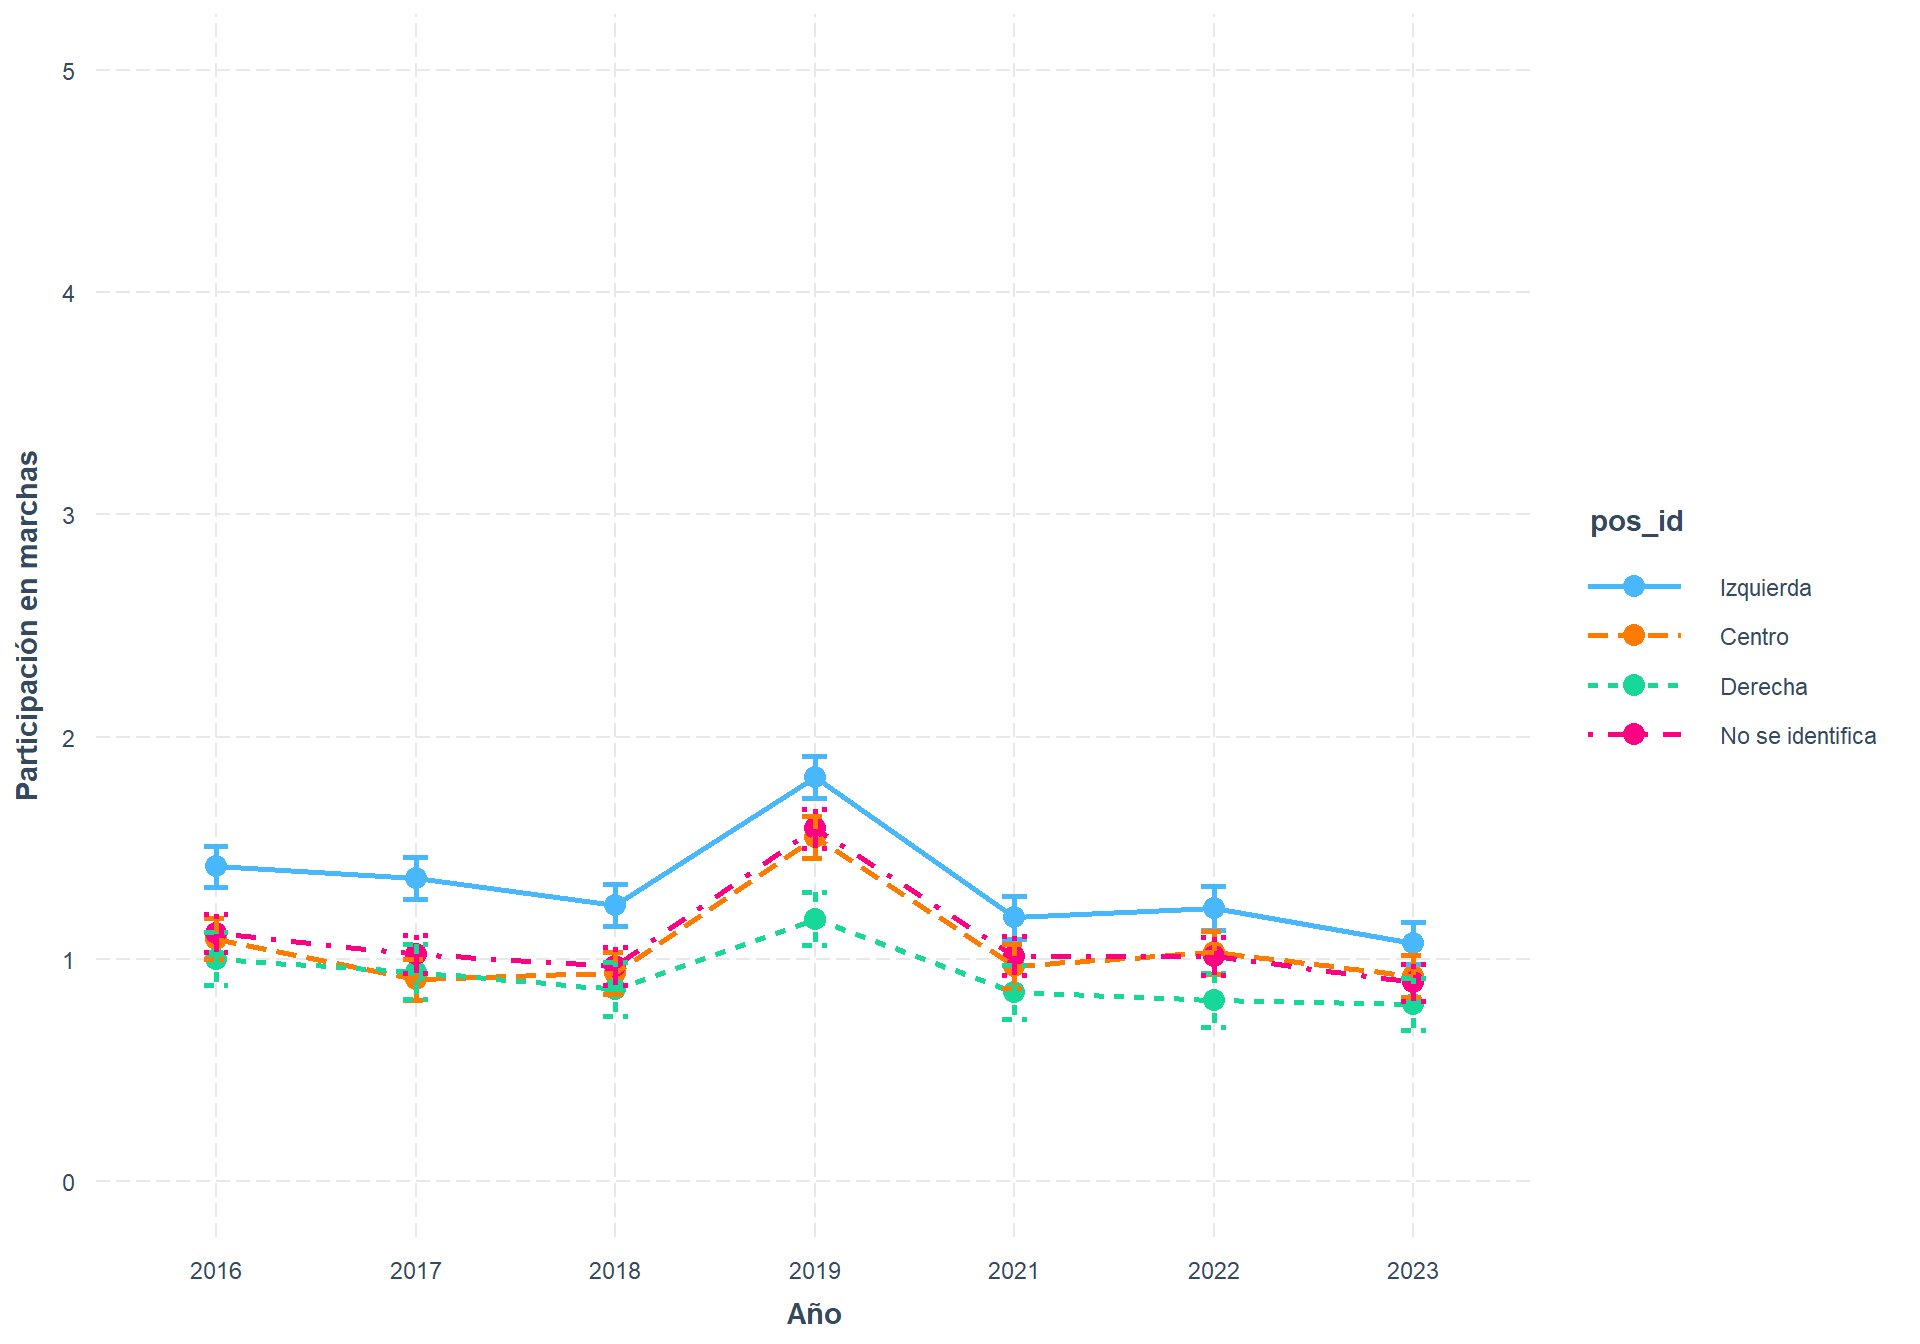 5
4
3
2
1
0
Participación en marchas
2016 2017 2018 2019 2021 2022 2023
Año
pos_id
Izquierda
Centro
Derecha
No se identifica